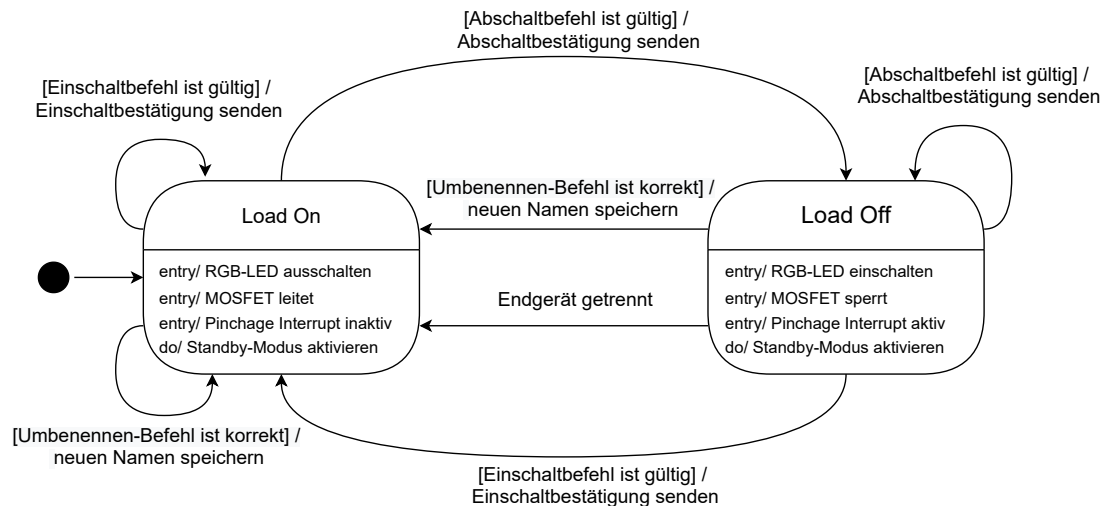 [Abschaltbefehl ist gültig] /
Abschaltbestätigung senden
[Einschaltbefehl ist gültig] /
Einschaltbestätigung senden
[Abschaltbefehl ist gültig] /
Abschaltbestätigung senden
[Umbenennen-Befehl ist korrekt] /
neuen Namen speichern
Load On
entry/ RGB-LED ausschalten
entry/ MOSFET leitet
entry/ Pinchage Interrupt inaktiv
do/ Standby-Modus aktivieren
Load Off
entry/ RGB-LED einschalten
entry/ MOSFET sperrt
entry/ Pinchage Interrupt aktiv
do/ Standby-Modus aktivieren
Endgerät getrennt
[Umbenennen-Befehl ist korrekt] /
neuen Namen speichern
[Einschaltbefehl ist gültig] /
Einschaltbestätigung senden